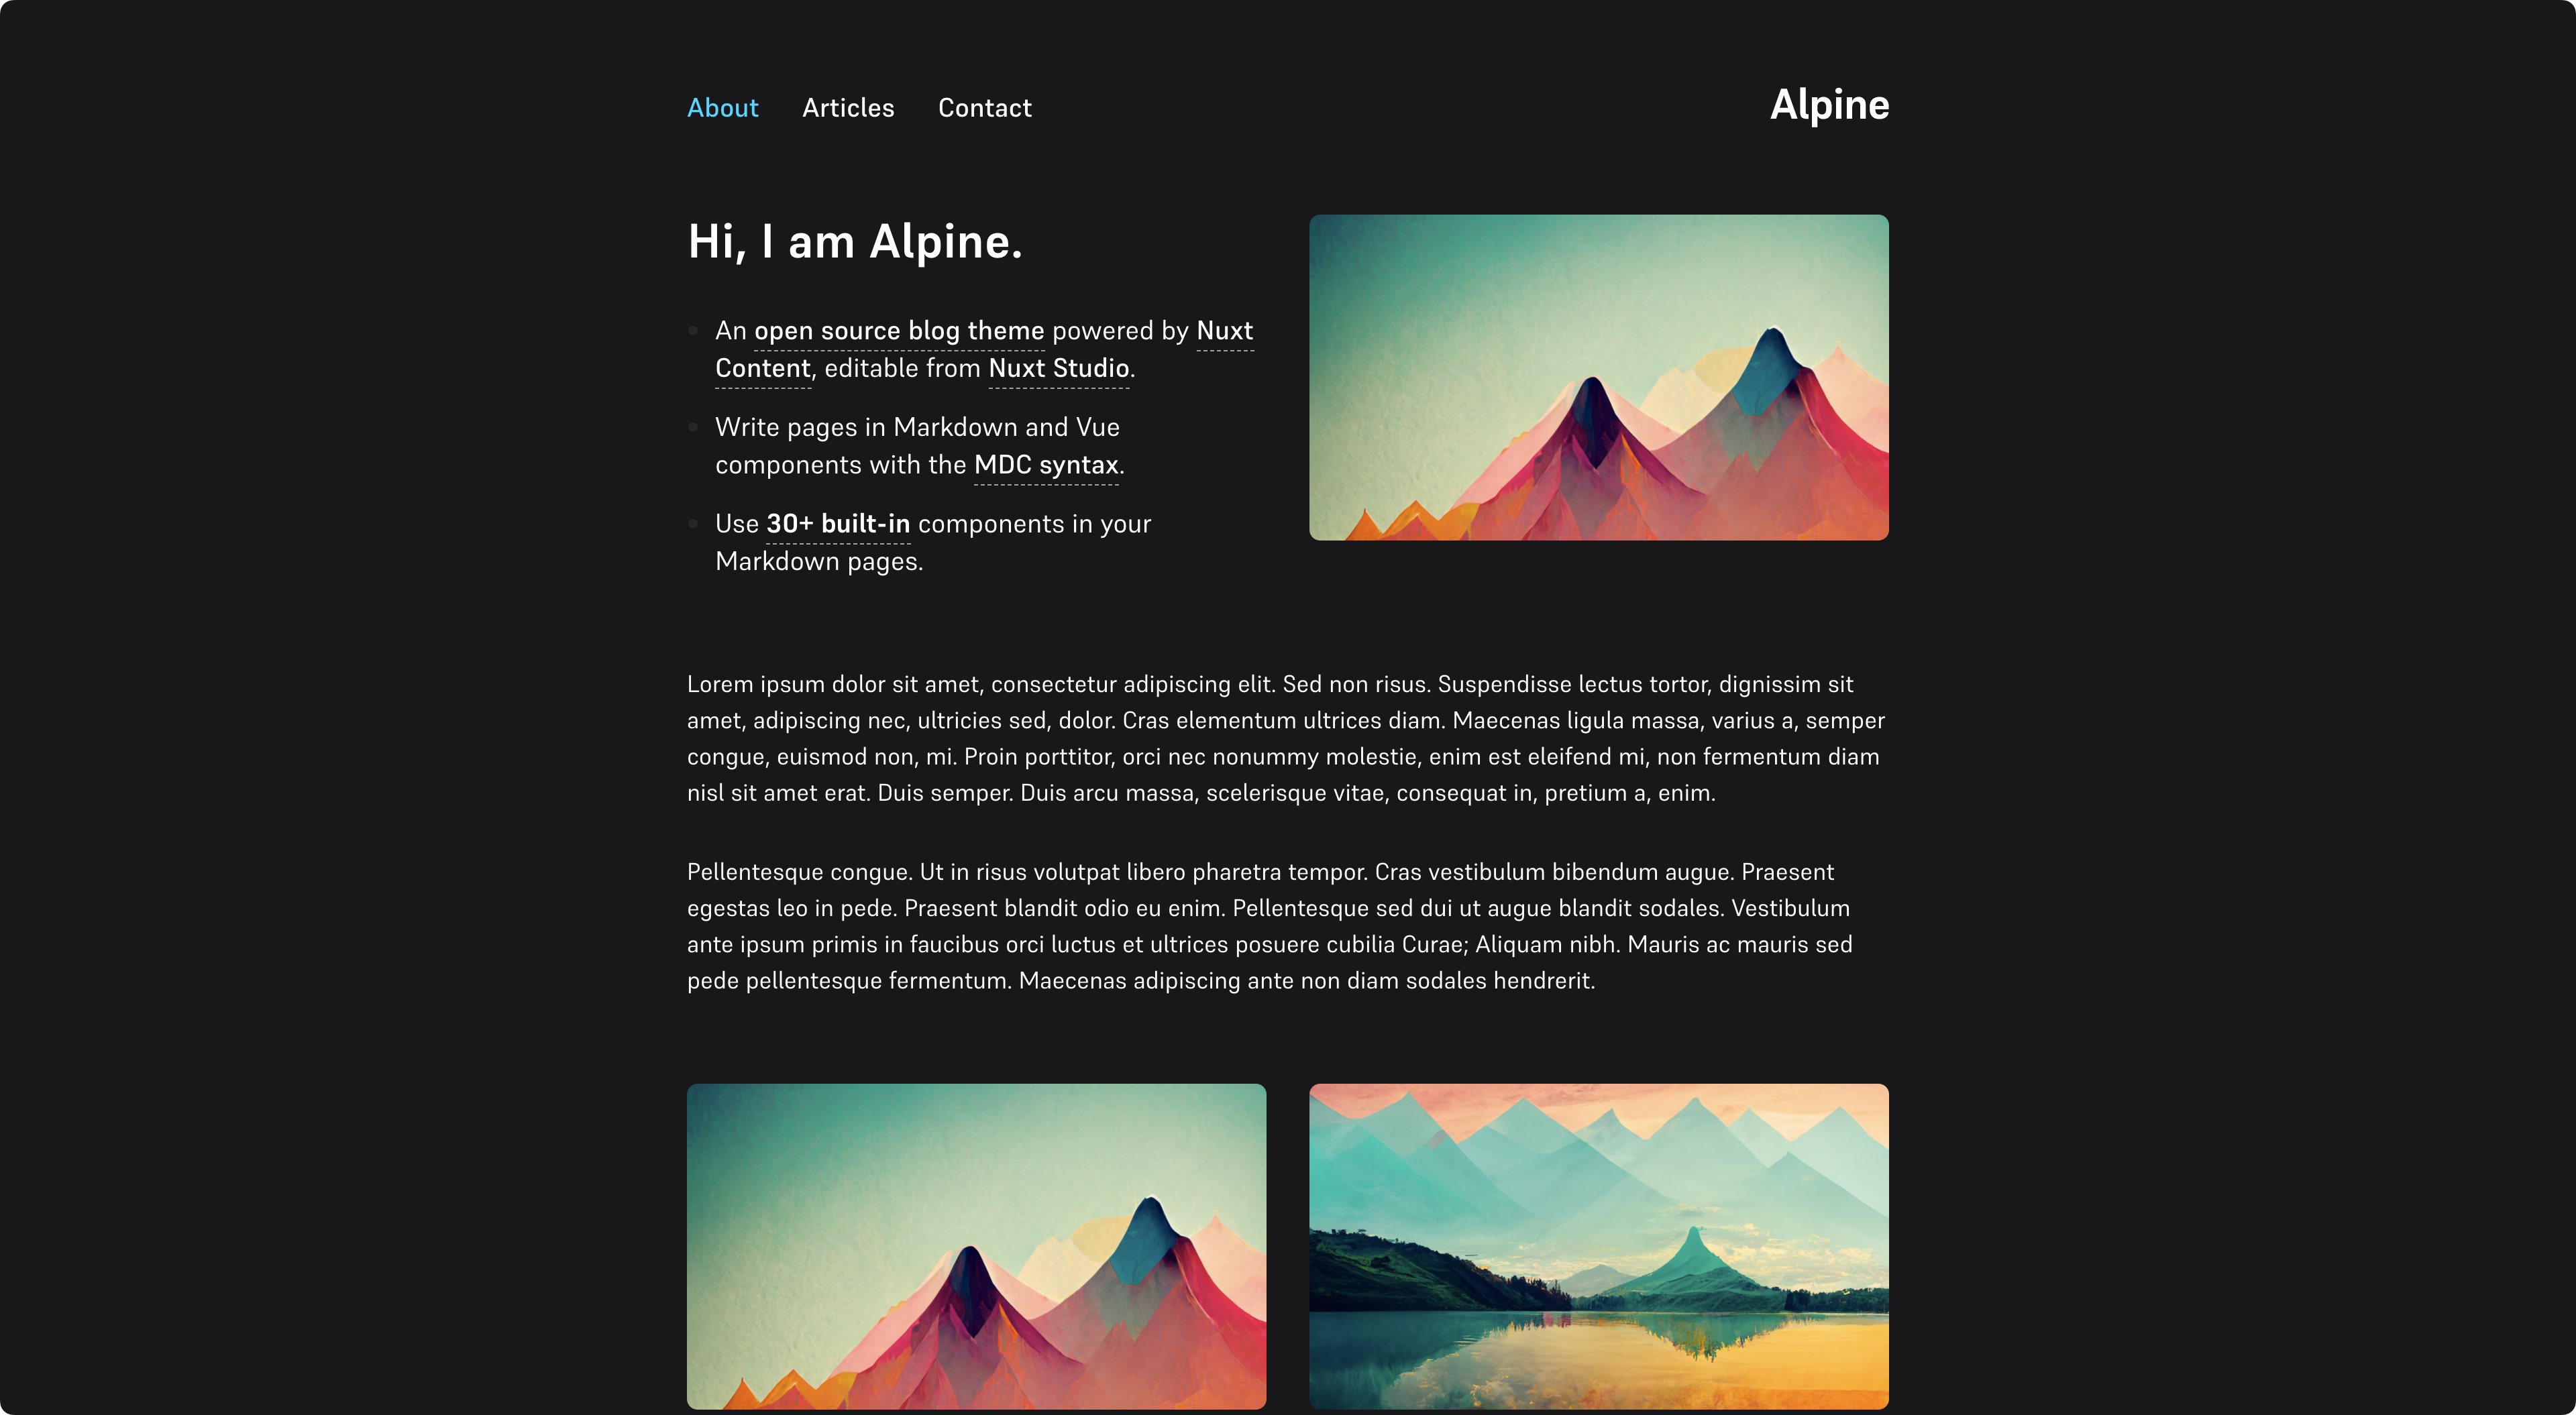 About Articles Contact Alpine
Hi, I am Alpine.
An open source blog theme powered by Nuxt
Content, editable from Nuxt Studio.
Write pages in Markdown and Vue
components with the MDC syntax.
Use 30+ built-in components in your
Markdown pages.
Lorem ipsum dolor sit amet, consectetur adipiscing elit. Sed non risus. Suspendisse lectus tortor, dignissim sit
amet, adipiscing nec, ultricies sed, dolor. Cras elementum ultrices diam. Maecenas ligula massa, varius a, semper
congue, euismod non, mi. Proin porttitor, orci nec nonummy molestie, enim est eleifend mi, non fermentum diam
nisl sit amet erat. Duis semper. Duis arcu massa, scelerisque vitae, consequat in, pretium a, enim.
Pellentesque congue. Ut in risus volutpat libero pharetra tempor. Cras vestibulum bibendum augue. Praesent
egestas leo in pede. Praesent blandit odio eu enim. Pellentesque sed dui ut augue blandit sodales. Vestibulum
ante ipsum primis in faucibus orci luctus et ultrices posuere cubilia Curae; Aliquam nibh. Mauris ac mauris sed
pede pellentesque fermentum. Maecenas adipiscing ante non diam sodales hendrerit.